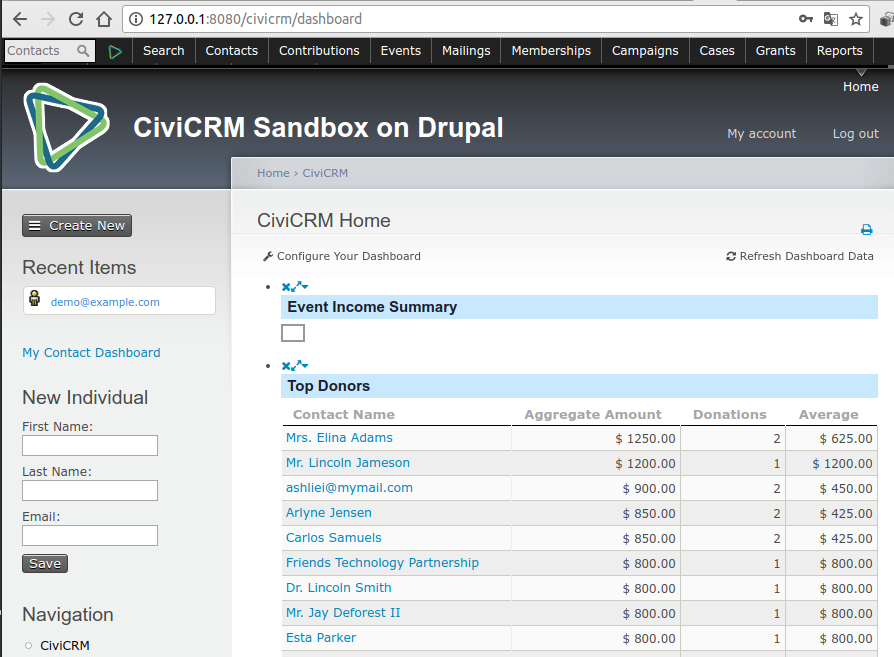 127.0.0.1:8080/civicrm/dashboard
Contacts Search Contacts Contributions Events Mailings Memberships Campaigns Cases Grants Reports
Home
CiviCRM Sandbox on Drupal
My account Log out
Home › CiviCRM
Create New
Recent Items
demo@example.com
My Contact Dashboard
New Individual
First Name:
Last Name:
Email:
Save
Navigation
CiviCRM
CiviCRM Home
Configure Your Dashboard Refresh Dashboard Data
Event Income Summary
Top Donors
Contact Name Aggregate Amount Donations Average
Mrs. Elina Adams $ 1250.00 2 $ 625.00
Mr. Lincoln Jameson $ 1200.00 1 $ 1200.00
ashliei@mymail.com $ 900.00 2 $ 450.00
Arlyne Jensen $ 850.00 2 $ 425.00
Carlos Samuels $ 850.00 2 $ 425.00
Friends Technology Partnership $ 800.00 1 $ 800.00
Dr. Lincoln Smith $ 800.00 1 $ 800.00
Mr. Jay Deforest II $ 800.00 1 $ 800.00
Esta Parker $ 800.00 1 $ 800.00